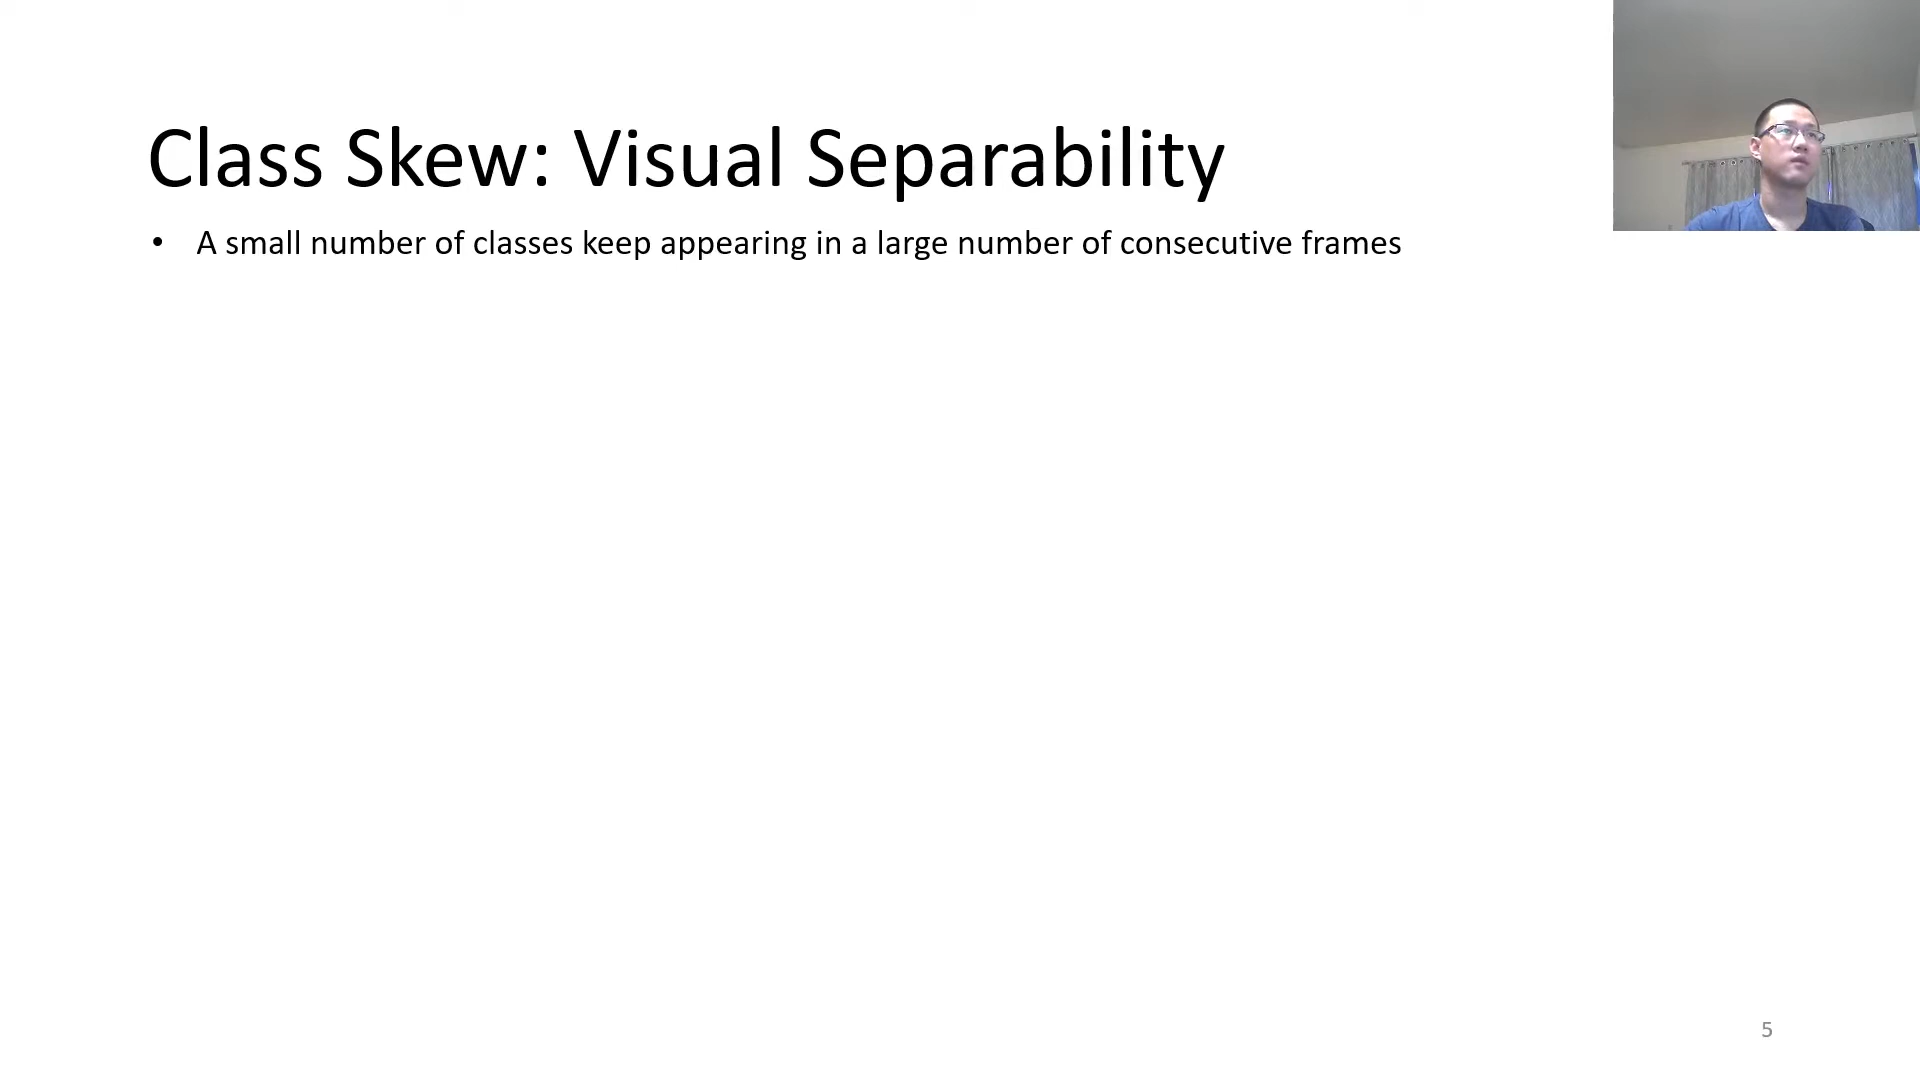 Class Skew: Visual Separability
• A small number of classes keep appearing in a large number of consecutive frames
5